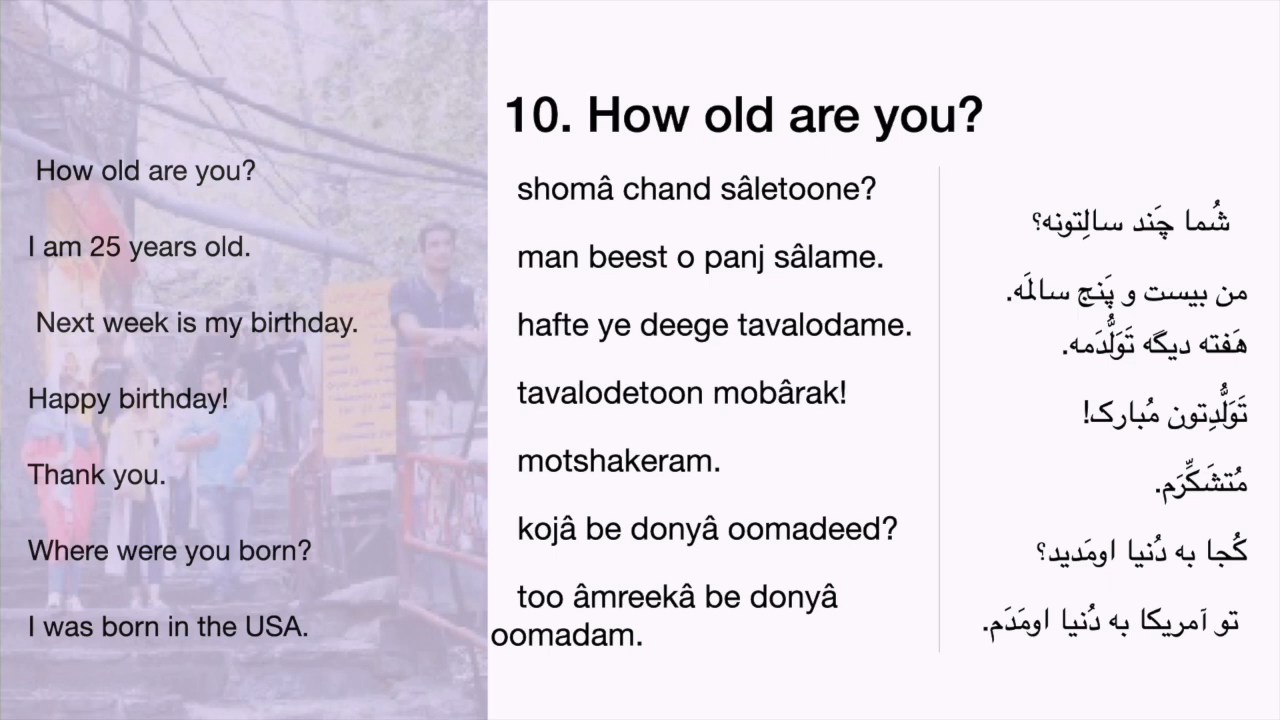 10. How old are you?
How old are you?
I am 25 years old.
Next week is my birthday.
Happy birthday!
Thank you.
Where were you born?
I was born in the USA.
shomâ chand sâletoone?
man beest o panj sâlame.
hafte ye deege tavalodame.
tavalodetoon mobârak!
motshakeram.
kojâ be donyâ oomadeed?
too âmreekâ be donyâ
oomadam.
شُما چَند سالِتونه؟
من بیست و پَنج سالَمه.
هَفته دیگه تَوَلُّدَمه.
تَوَلُّدِتون مُبارک!
مُتشَکِّرَم.
کُجا به دُنیا اومَدید؟
تو آمریکا به دُنیا اومَدَم.